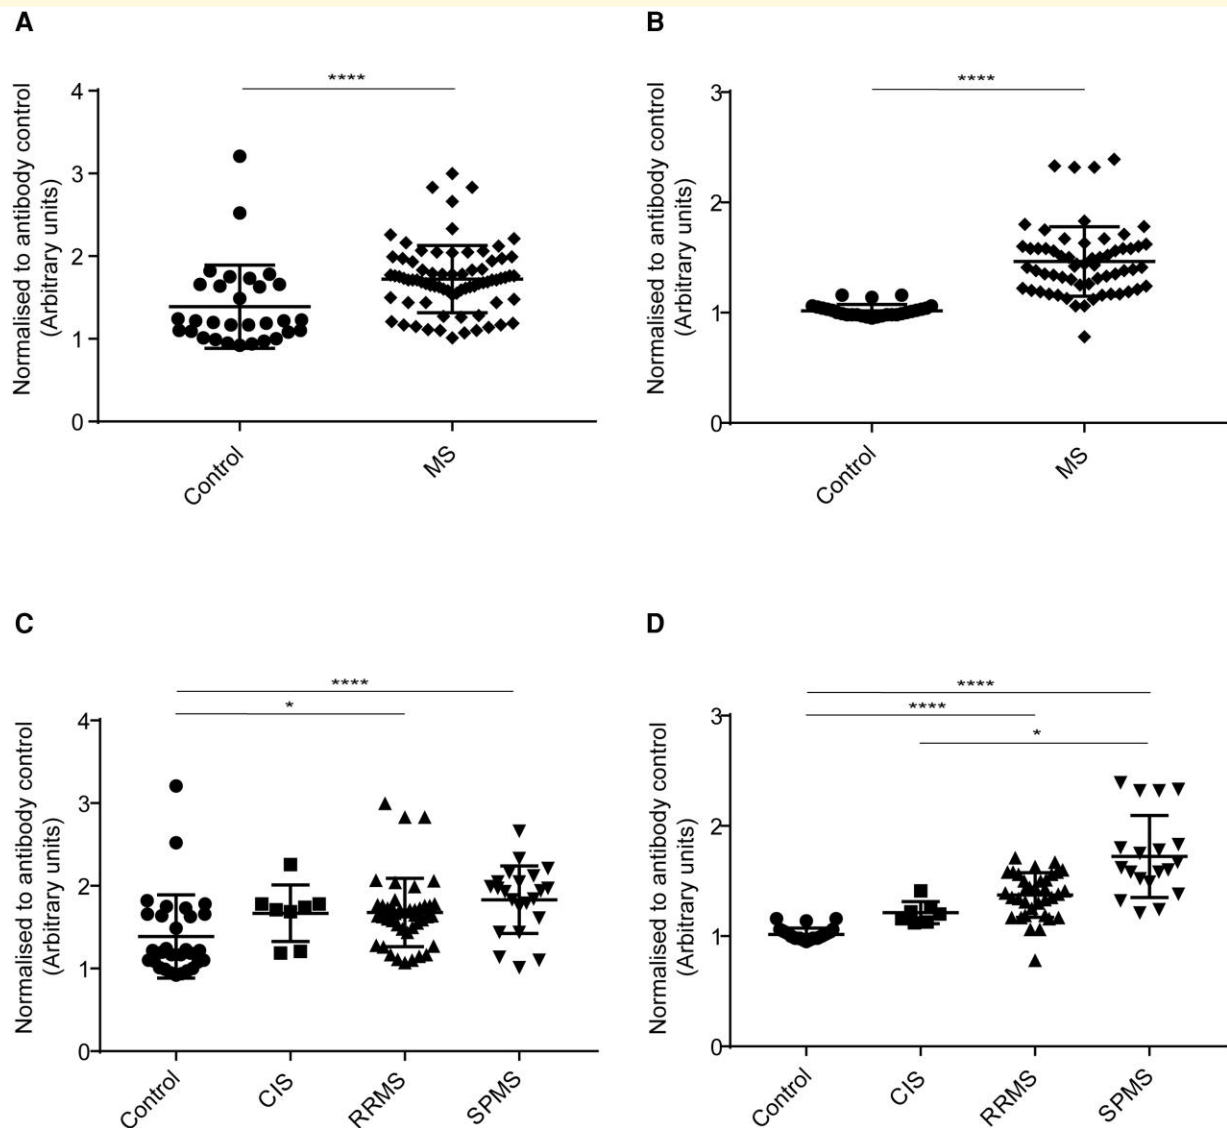 A
Normalised to antibody control
(Arbitrary units)
4
3
2
1
0
****
Control
MS
B
Normalised to antibody control
(Arbitrary units)
3
2
1
0
****
Control
MS
C
Normalised to antibody control
(Arbitrary units)
4
3
2
1
0
****
*
Control
CIS
RRMS
SPMS
D
Normalised to antibody control
(Arbitrary units)
3
2
1
0
****
****
*
Control
CIS
RRMS
SPMS